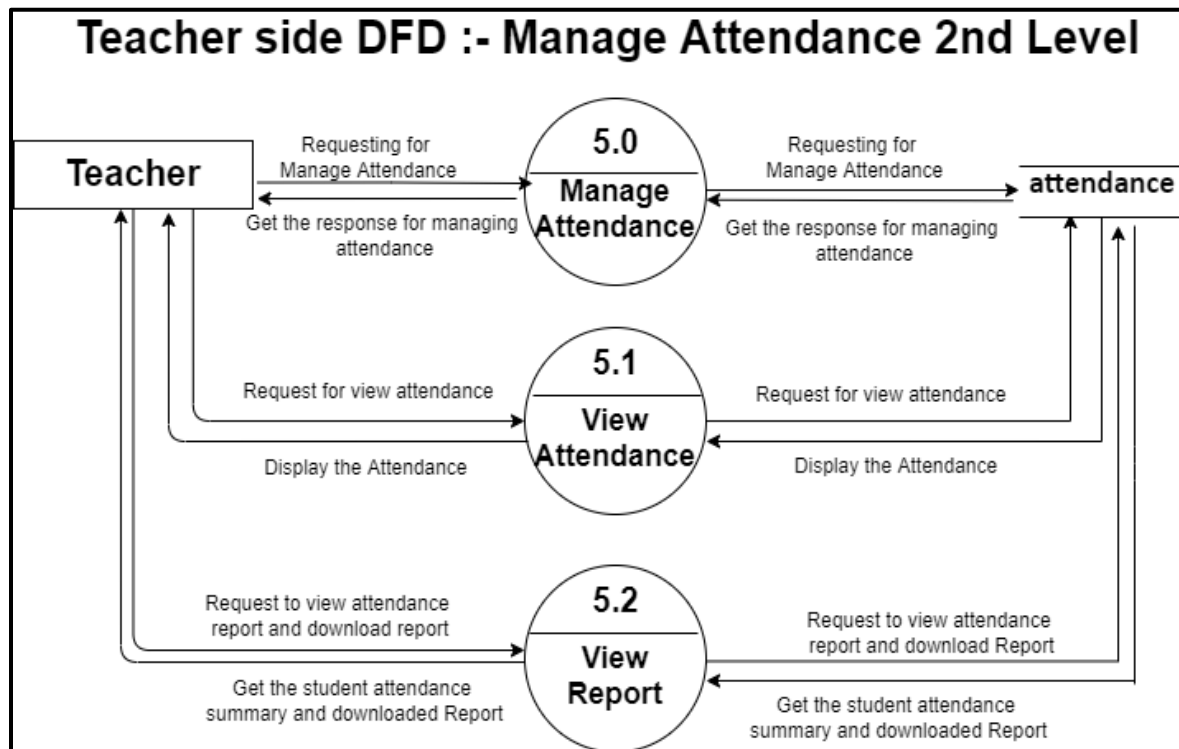 Teacher side DFD :- Manage Attendance 2nd Level
Teacher
Requesting for
Manage Attendance
Get the response for managing
attendance
5.0
Manage
Attendance
Requesting for
Manage Attendance
Get the response for managing
attendance
attendance
Request for view attendance
Display the Attendance
5.1
View
Attendance
Request for view attendance
Display the Attendance
Request to view attendance
report and download report
Get the student attendance
summary and downloaded Report
5.2
View
Report
Request to view attendance
report and download Report
Get the student attendance
summary and downloaded Report